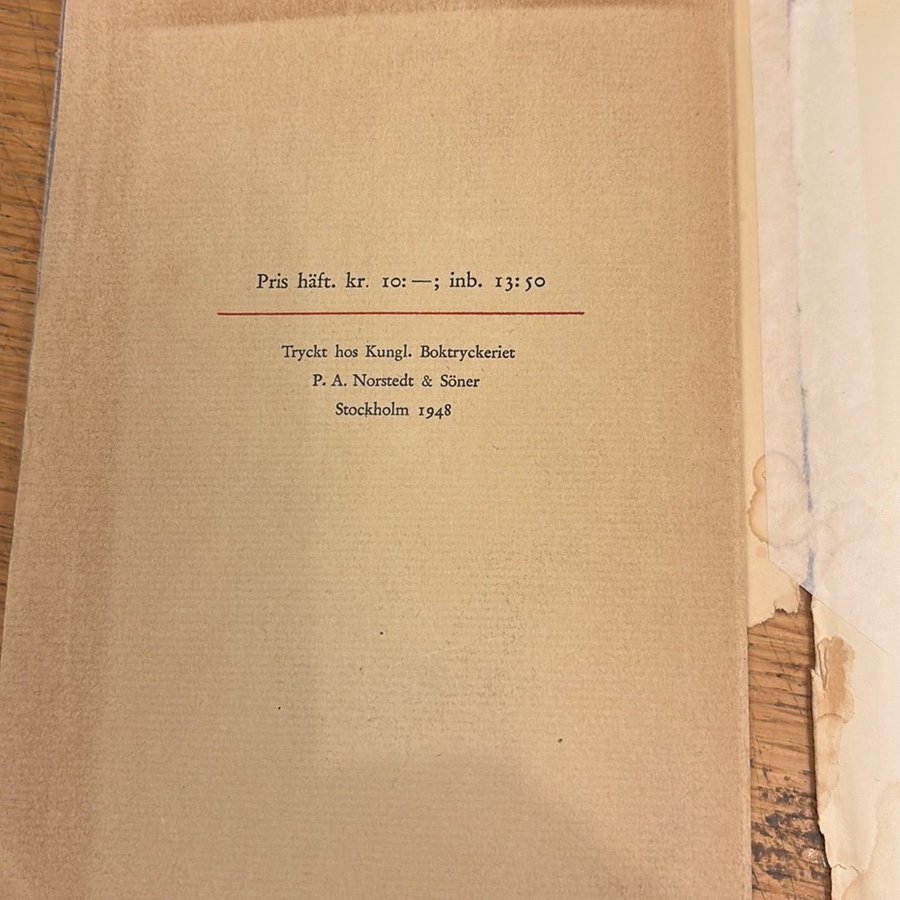 Pris häft. kr. 10: —; inb. 13:50
Tryckt hos Kungl. Boktryckeriet
P. A. Norstedt & Söner
Stockholm 1948